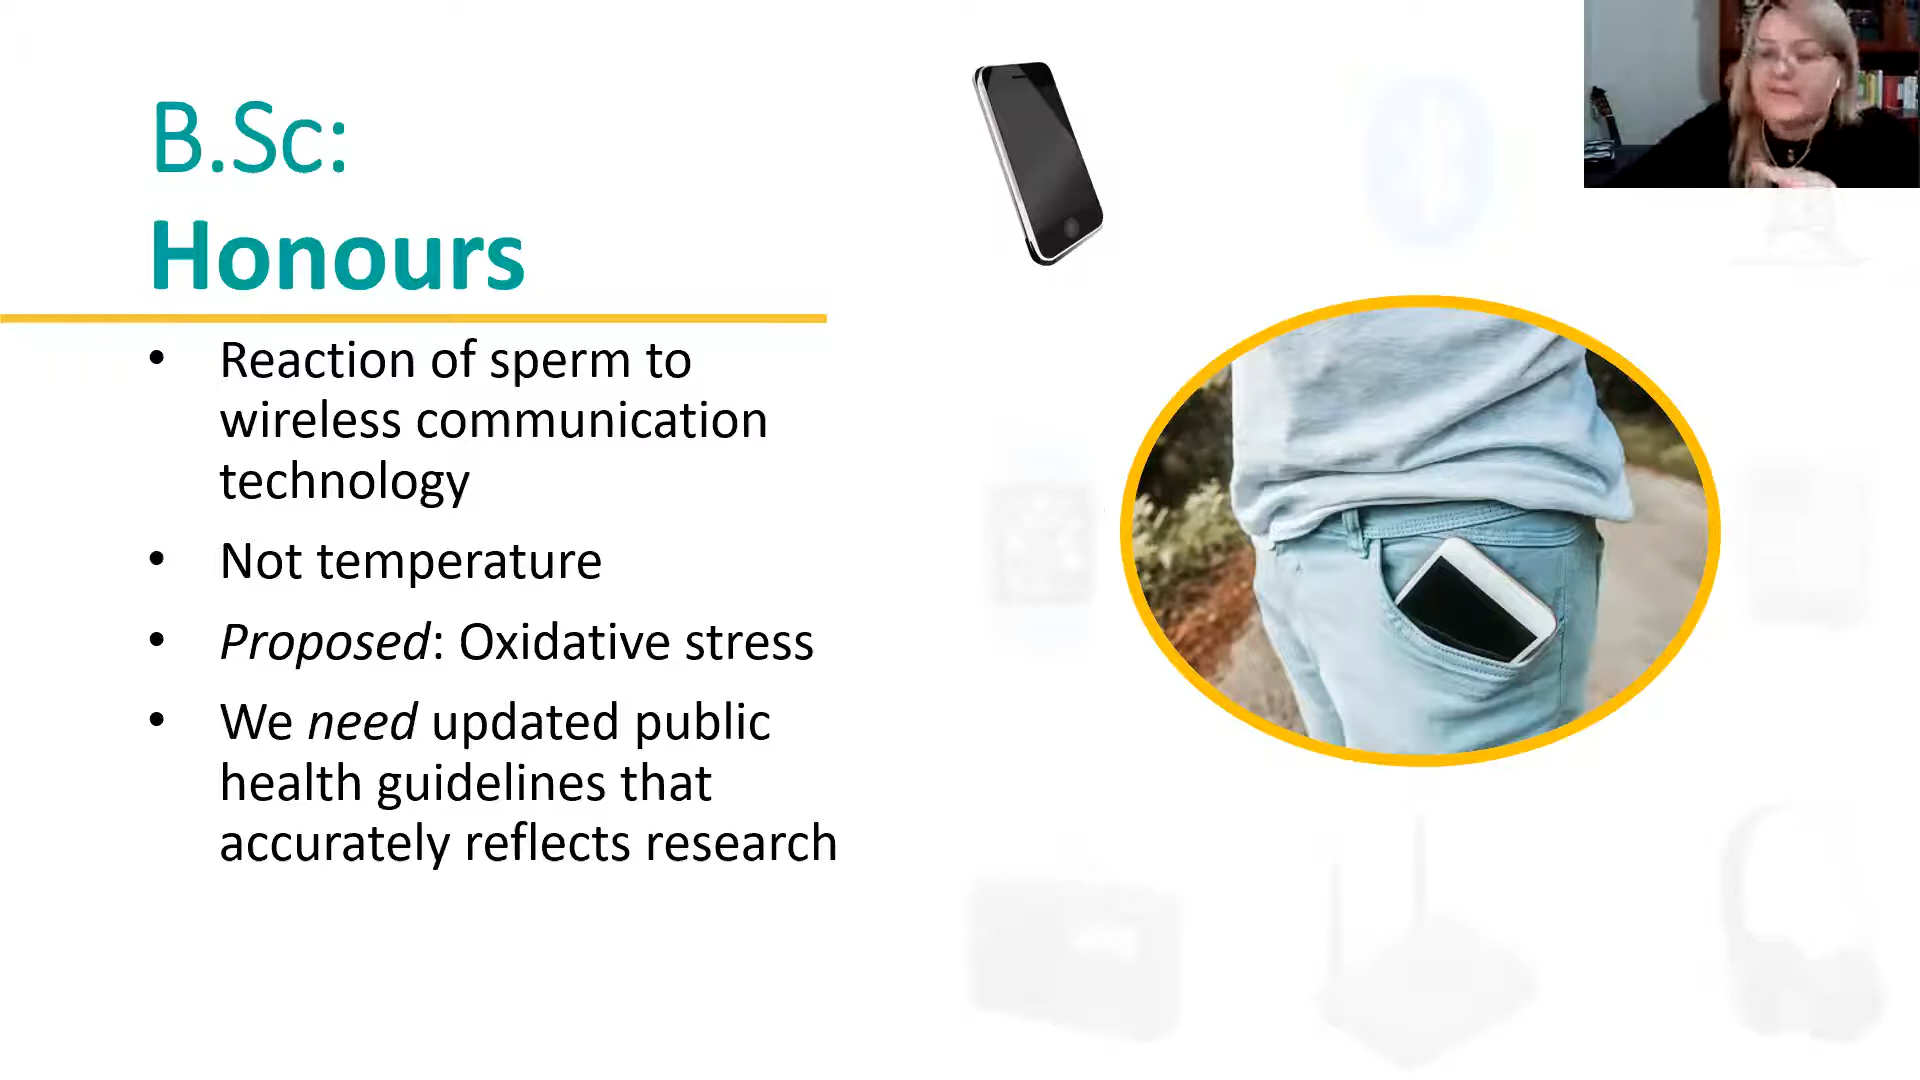 B.Sc:
Honours
• Reaction of sperm to
wireless communication
technology
• Not temperature
• Proposed: Oxidative stress
• We need updated public
health guidelines that
accurately reflects research